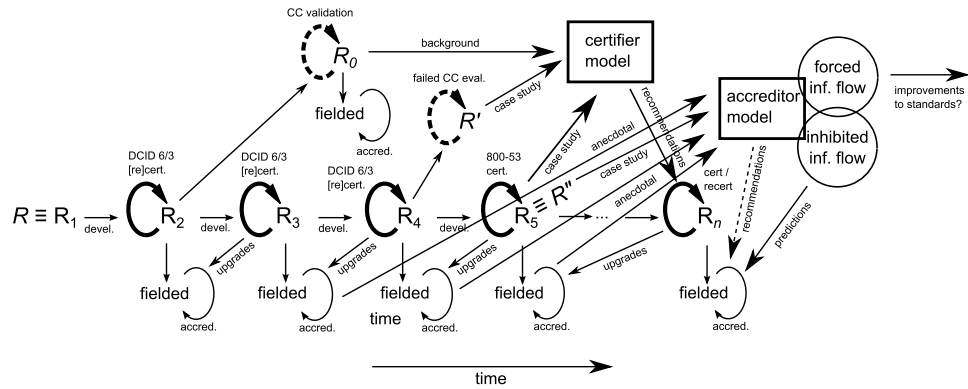 CC validation
R0
background
certifier
model
forced
inf. flow
improvements
to standards?
failed CC eval.
R'
case study
recommendations
accreditor
model
inhibited
inf. flow
fielded
accred.
anecdotal
case study
case study
anecdotal
DCID 6/3
[re]cert.
DCID 6/3
[re]cert.
DCID 6/3
[re]cert.
800-53
cert.
cert /
recert
R ≡ R1
devel.
R2
devel.
R3
devel.
R4
devel.
R5
≡ R''
...
Rn
recommendations
predictions
upgrades
upgrades
upgrades
upgrades
fielded
accred.
fielded
accred.
fielded
accred.
fielded
accred.
fielded
accred.
time
time